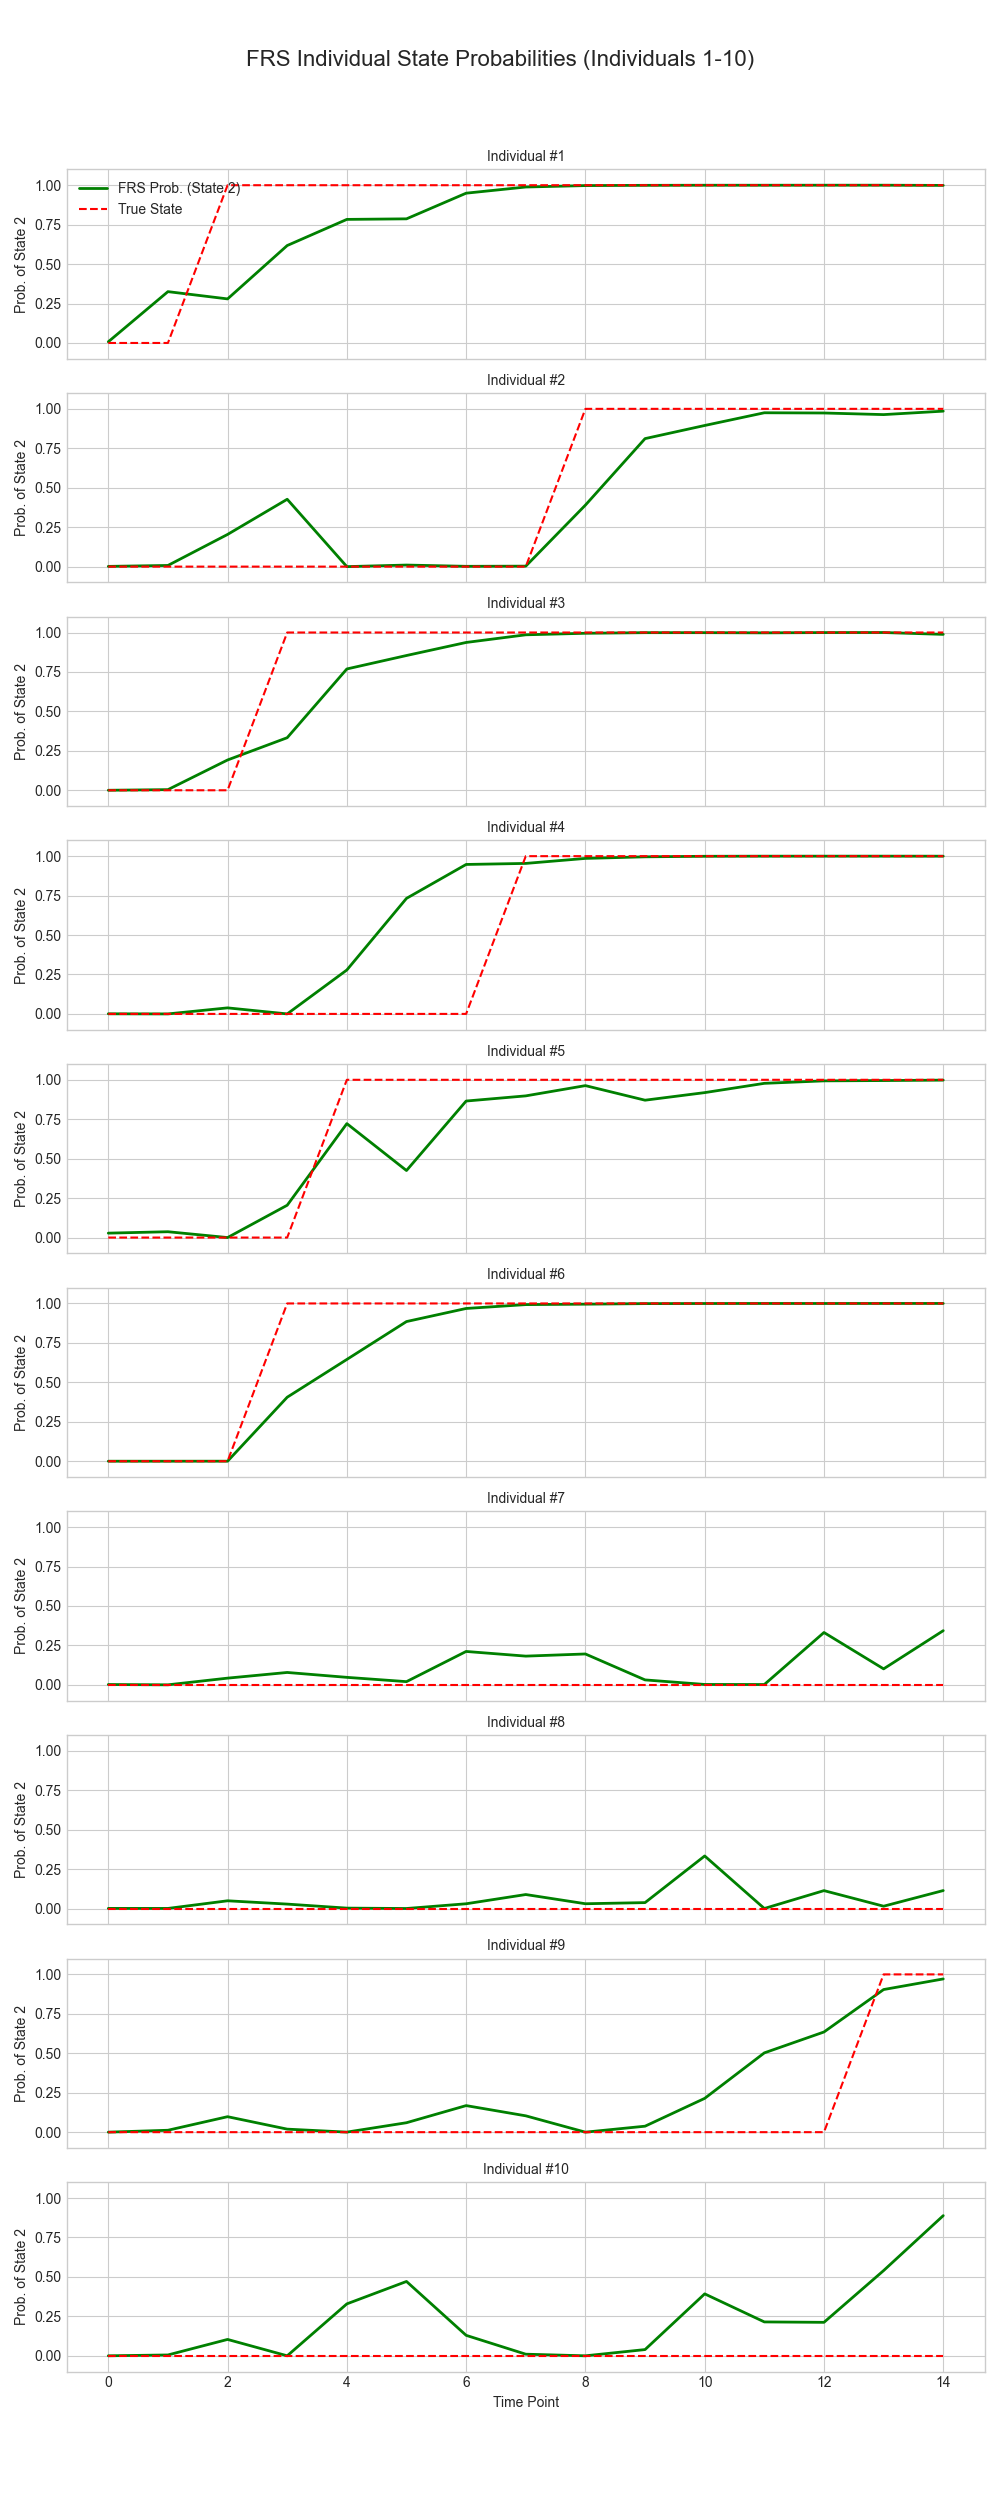 FRS Individual State Probabilities (Individuals 1-10)
Individual #1
1.00
0.75
0.50
0.25
0.00
Prob. of State 2
FRS Prob. (State 2)
True State
Individual #2
1.00
0.75
0.50
0.25
0.00
Prob. of State 2
Individual #3
1.00
0.75
0.50
0.25
0.00
Prob. of State 2
Individual #4
1.00
0.75
0.50
0.25
0.00
Prob. of State 2
Individual #5
1.00
0.75
0.50
0.25
0.00
Prob. of State 2
Individual #6
1.00
0.75
0.50
0.25
0.00
Prob. of State 2
Individual #7
1.00
0.75
0.50
0.25
0.00
Prob. of State 2
Individual #8
1.00
0.75
0.50
0.25
0.00
Prob. of State 2
Individual #9
1.00
0.75
0.50
0.25
0.00
Prob. of State 2
Individual #10
1.00
0.75
0.50
0.25
0.00
Prob. of State 2
0 2 4 6 8 10 12 14
Time Point